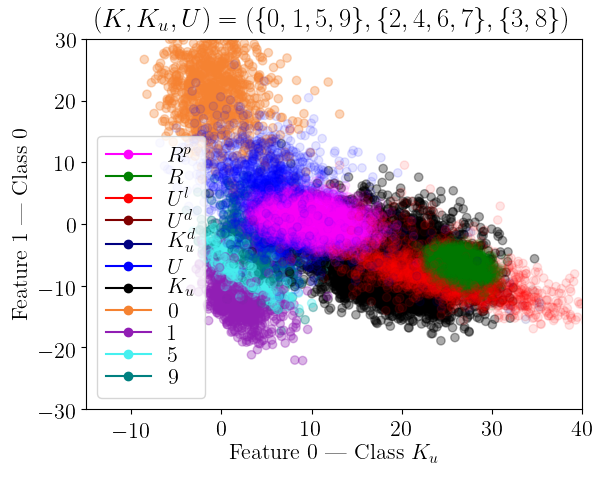 (K, K_u, U) = ({0, 1, 5, 9}, {2, 4, 6, 7}, {3, 8})
Feature 1 — Class 0
30
20
10
0
−10
−20
−30
R^p
R
U^l
U^d
K_u^d
U
K_u
0
1
5
9
−10 0 10 20 30 40
Feature 0 — Class K_u